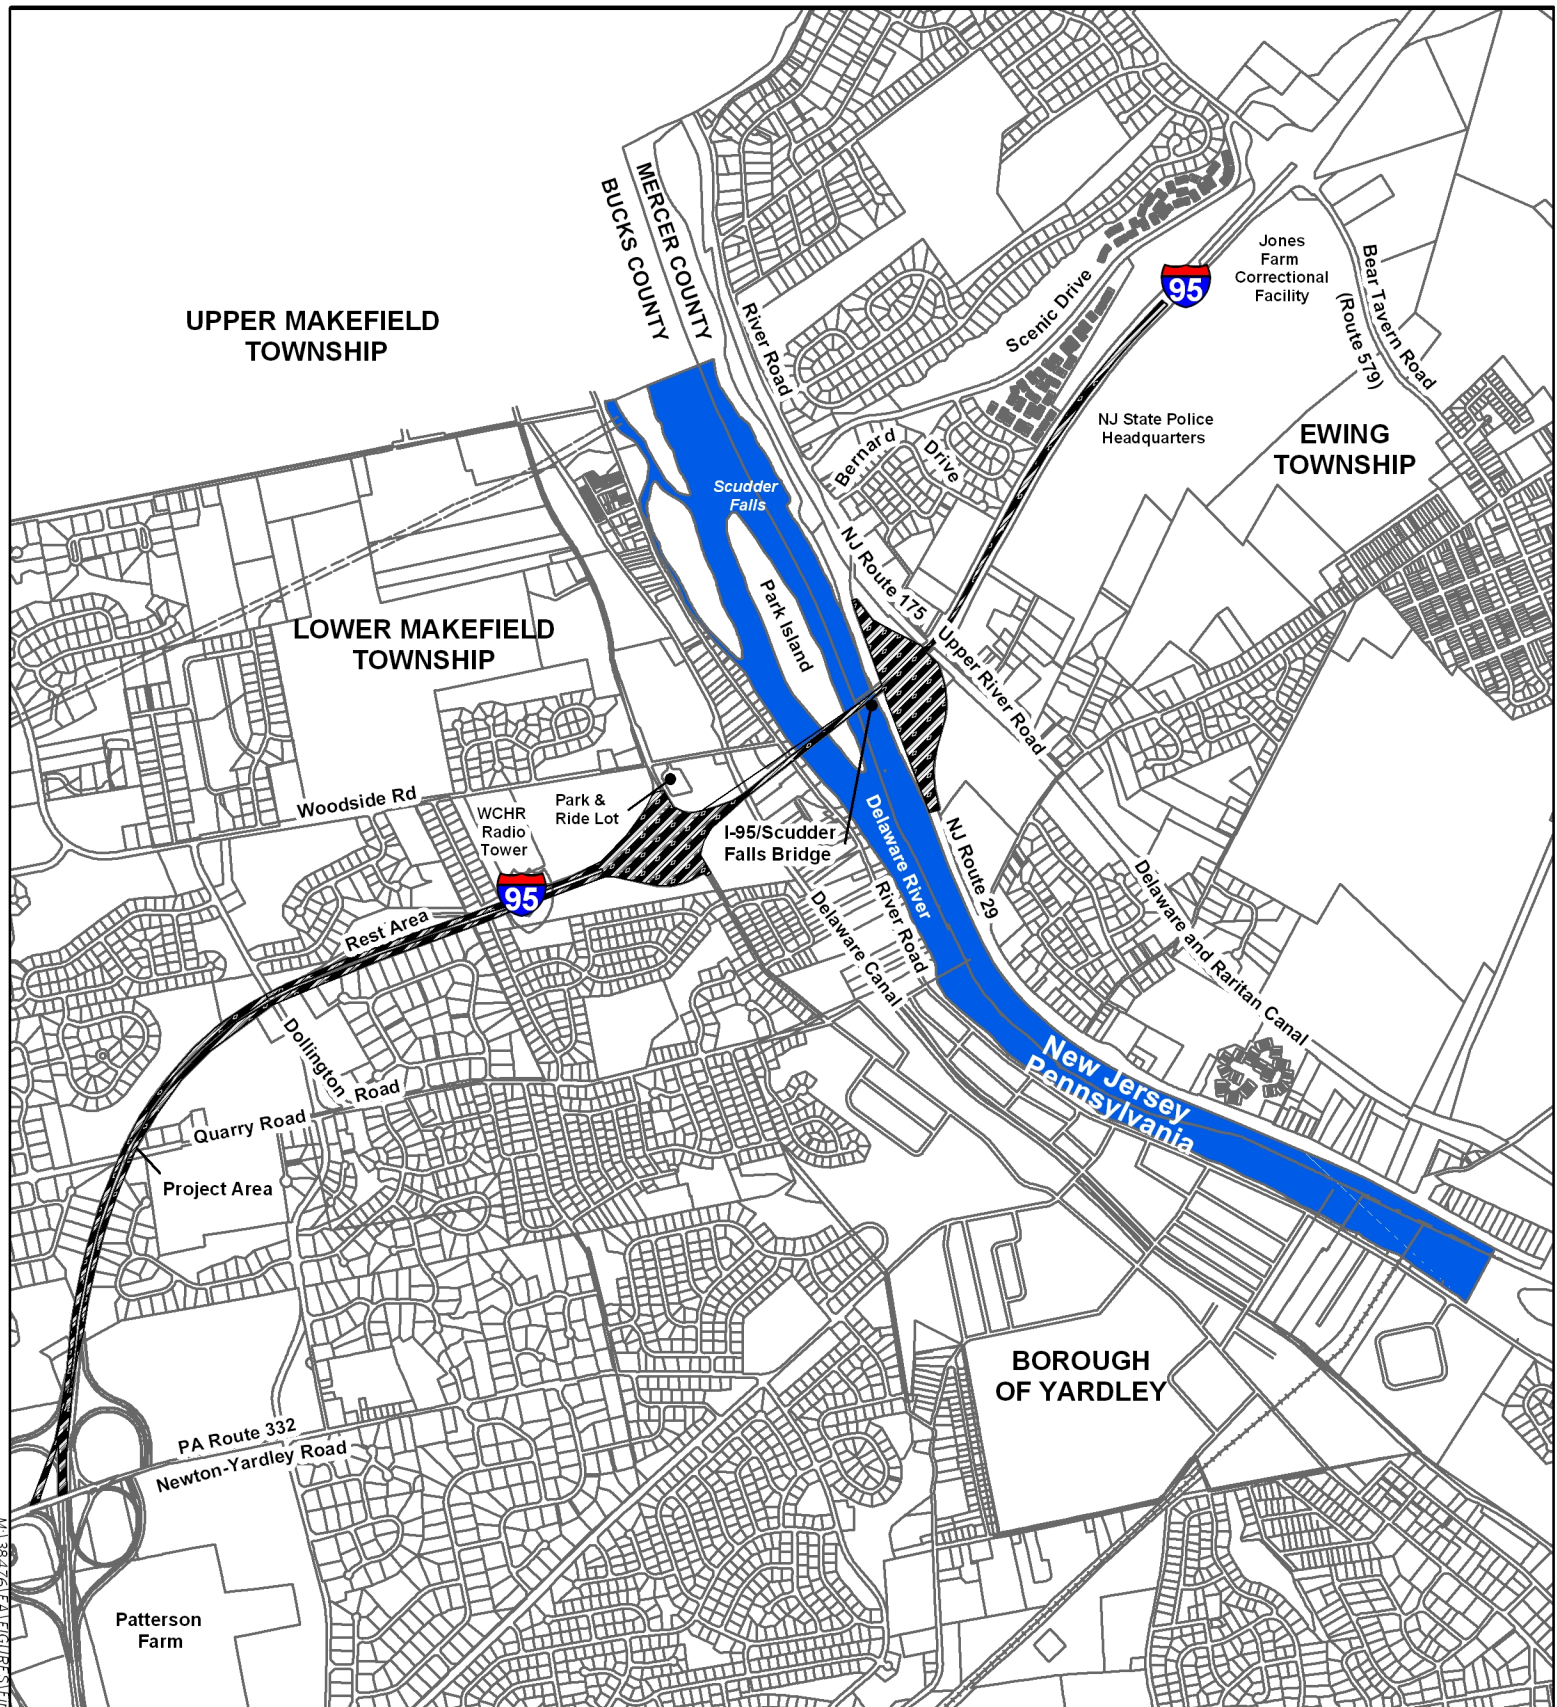 MERCER COUNTY
BUCKS COUNTY
UPPER MAKEFIELD
TOWNSHIP
River Road
Scenic Drive
95
Jones
Farm
Correctional
Facility
Bear Tavern Road
(Route 579)
NJ State Police
Headquarters
EWING
TOWNSHIP
Bernard
Drive
Scudder
Falls
NJ Route 175
Upper River Road
Park Island
LOWER MAKEFIELD
TOWNSHIP
Woodside Rd
WCHR
Radio
Tower
Park &
Ride Lot
I-95/Scudder
Falls Bridge
Delaware River
NJ Route 29
River Road
Delaware Canal
Delaware and Raritan Canal
95
Rest Area
Dollington
Road
Quarry Road
Project Area
New Jersey
Pennsylvania
BOROUGH
OF YARDLEY
PA Route 332
Newton-Yardley Road
Patterson
Farm